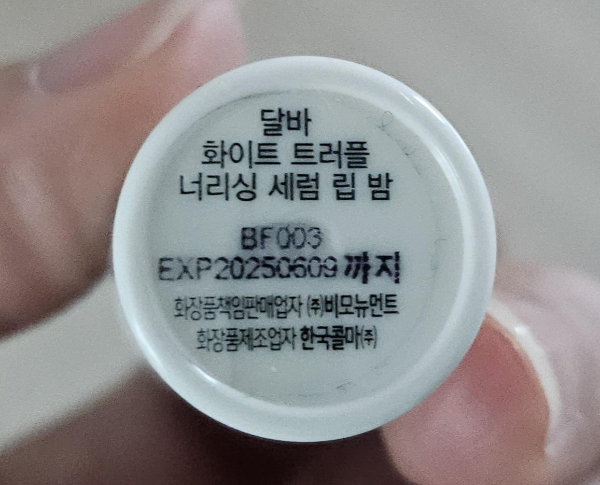 달바
화이트 트러플
너리싱 세럼 립 밤
BF003
EXP20250609 까지
화장품책임판매업자 (주)비모뉴먼트
화장품제조업자 한국콜마(주)